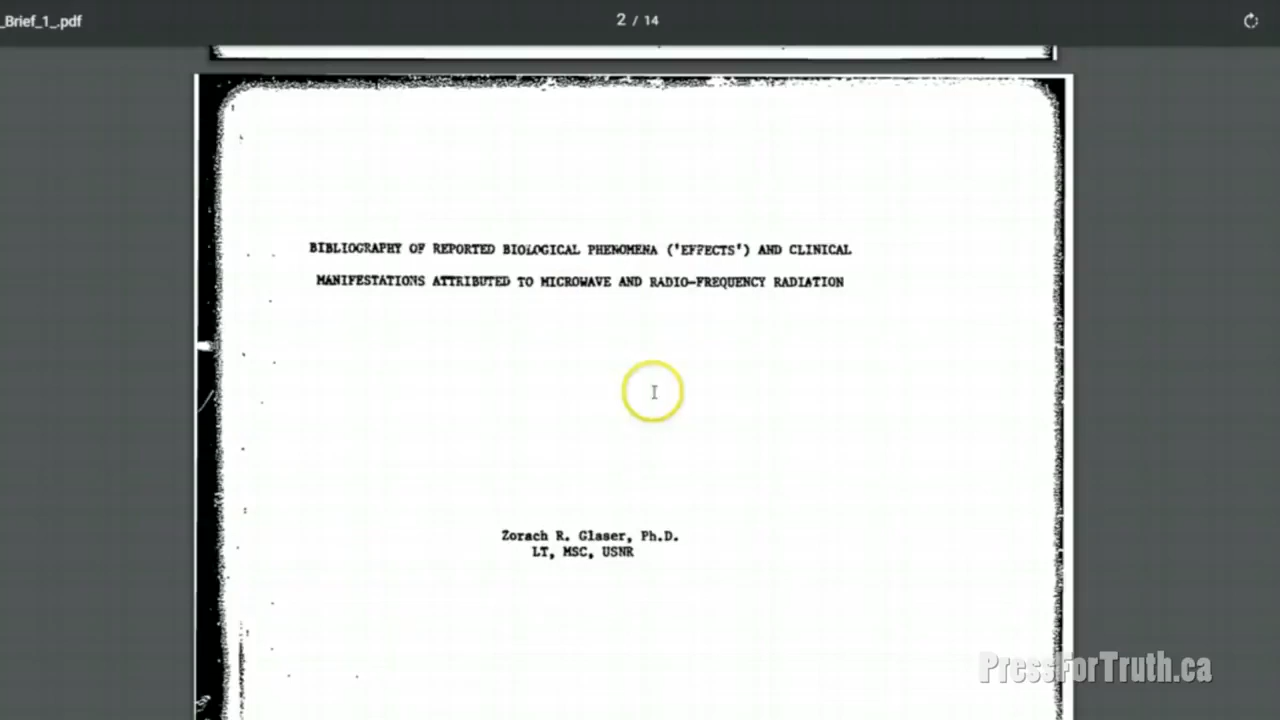 _Brief_1_.pdf
2 / 14
BIBLIOGRAPHY OF REPORTED BIOLOGICAL PHENOMENA ('EFFECTS') AND CLINICAL
MANIFESTATIONS ATTRIBUTED TO MICROWAVE AND RADIO-FREQUENCY RADIATION
Zorach R. Glaser, Ph.D.
LT, MSC, USNR
PressForTruth.ca